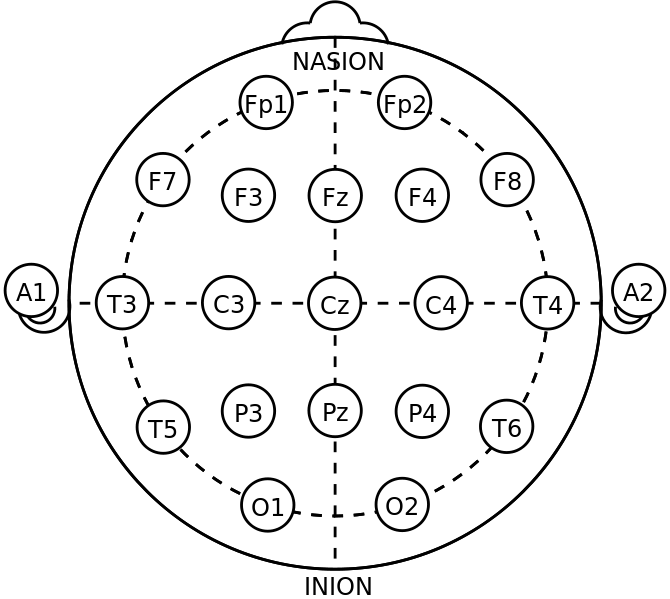 NASION
Fp1 Fp2
F7 F3 Fz F4 F8
A1 T3 C3 Cz C4 T4 A2
T5 P3 Pz P4 T6
O1 O2
INION